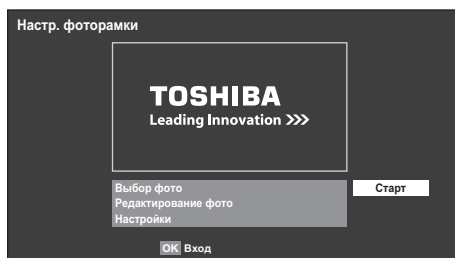 Настр. фоторамки
TOSHIBA
Leading Innovation >>>
Выбор фото
Старт
Редактирование фото
Настройки
OK Вход